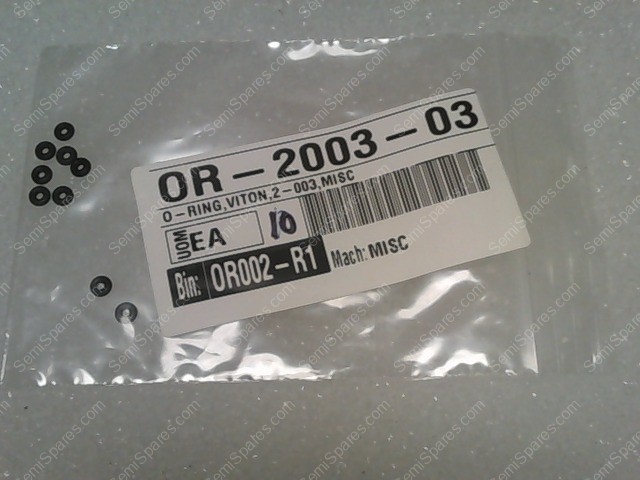 OR-2003-03
O-RING,VITON,2-003,MISC
UOM EA 10
Bin: OR002-R1 Mach: MISC
SemiSpares.com